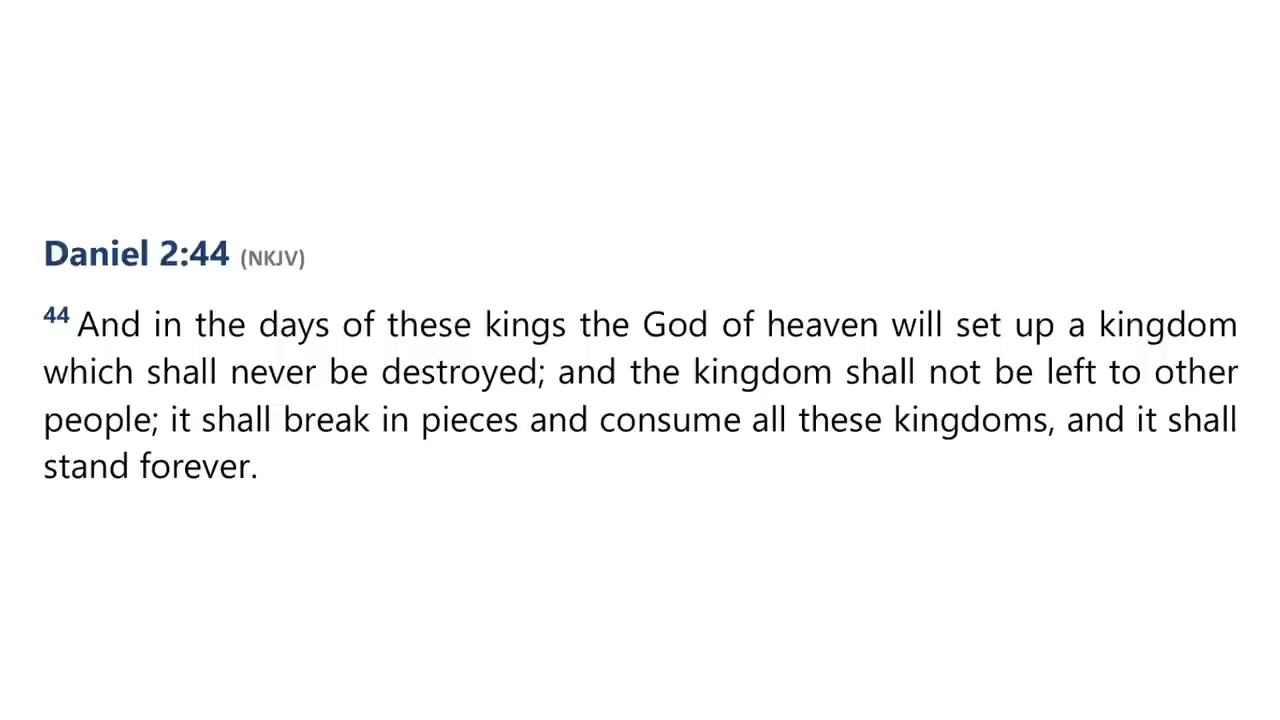 Daniel 2:44 (NKJV)
44 And in the days of these kings the God of heaven will set up a kingdom
which shall never be destroyed; and the kingdom shall not be left to other
people; it shall break in pieces and consume all these kingdoms, and it shall
stand forever.